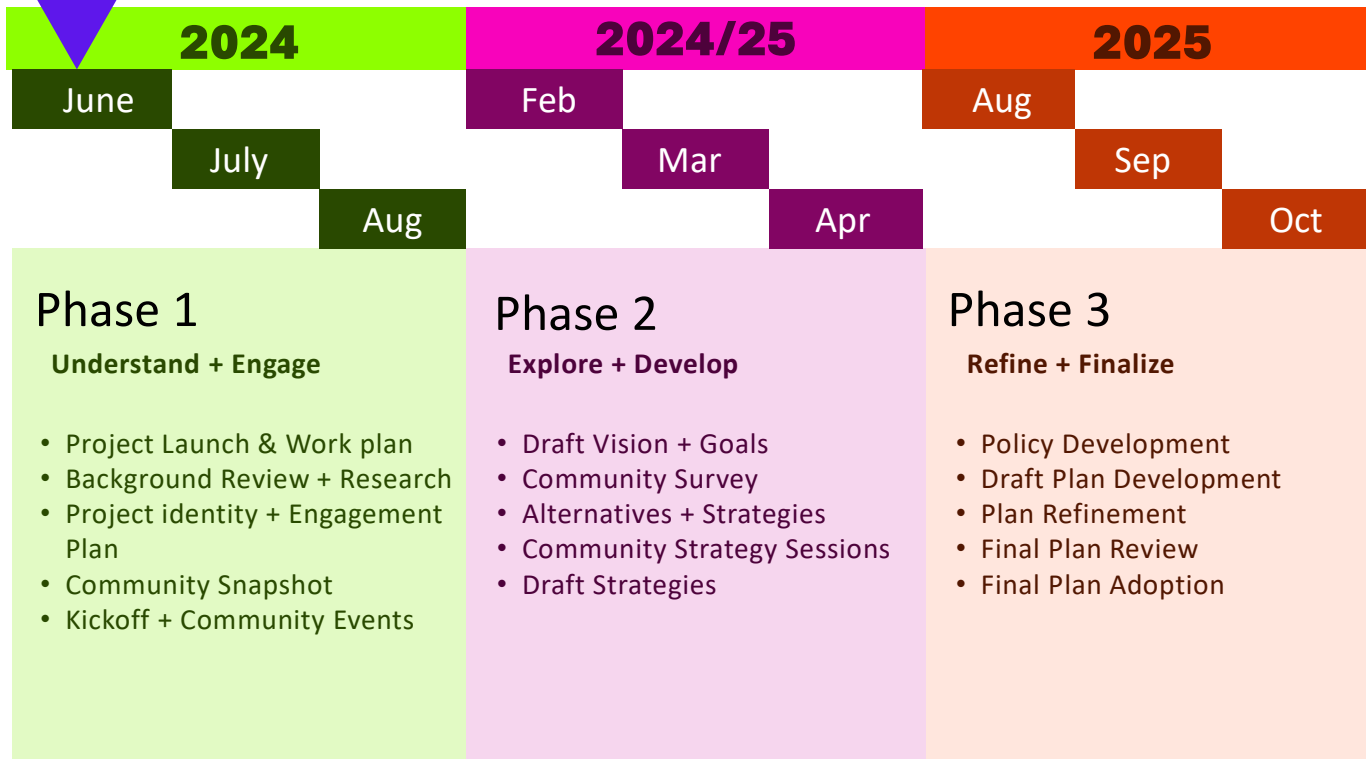 2024
2024/25
2025
June
Feb
Aug
July
Mar
Sep
Aug
Apr
Oct
Phase 1
Understand + Engage
• Project Launch & Work plan
• Background Review + Research
• Project identity + Engagement
Plan
• Community Snapshot
• Kickoff + Community Events
Phase 2
Explore + Develop
• Draft Vision + Goals
• Community Survey
• Alternatives + Strategies
• Community Strategy Sessions
• Draft Strategies
Phase 3
Refine + Finalize
• Policy Development
• Draft Plan Development
• Plan Refinement
• Final Plan Review
• Final Plan Adoption